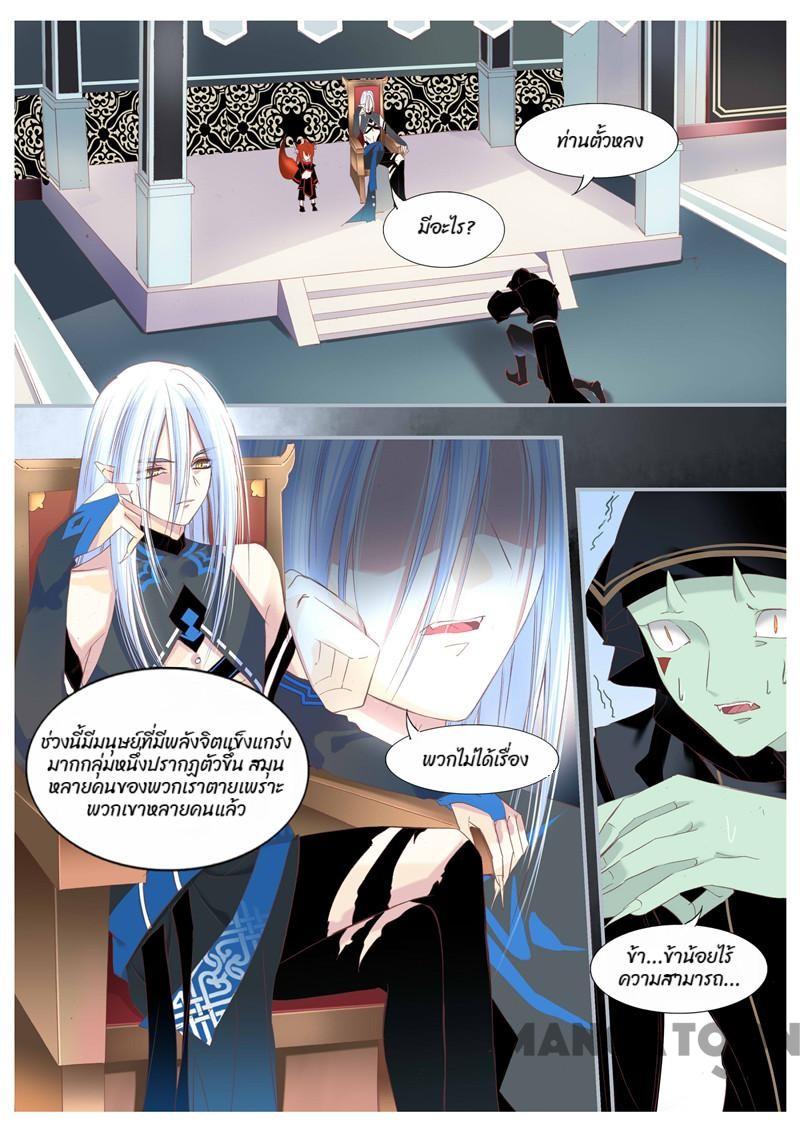 ท่านตั้วหลง
มีอะไร?
ช่วงนี้มีมนุษย์ที่มีพลังจิตแข็งแกร่ง
มากกลุ่มหนึ่งปรากฏตัวขึ้น สมุน
หลายคนของพวกเราตายเพราะ
พวกเขาหลายคนแล้ว
พวกไม่ได้เรื่อง
ข้า...ข้าน้อยไร้
ความสามารถ...
MANGATOON